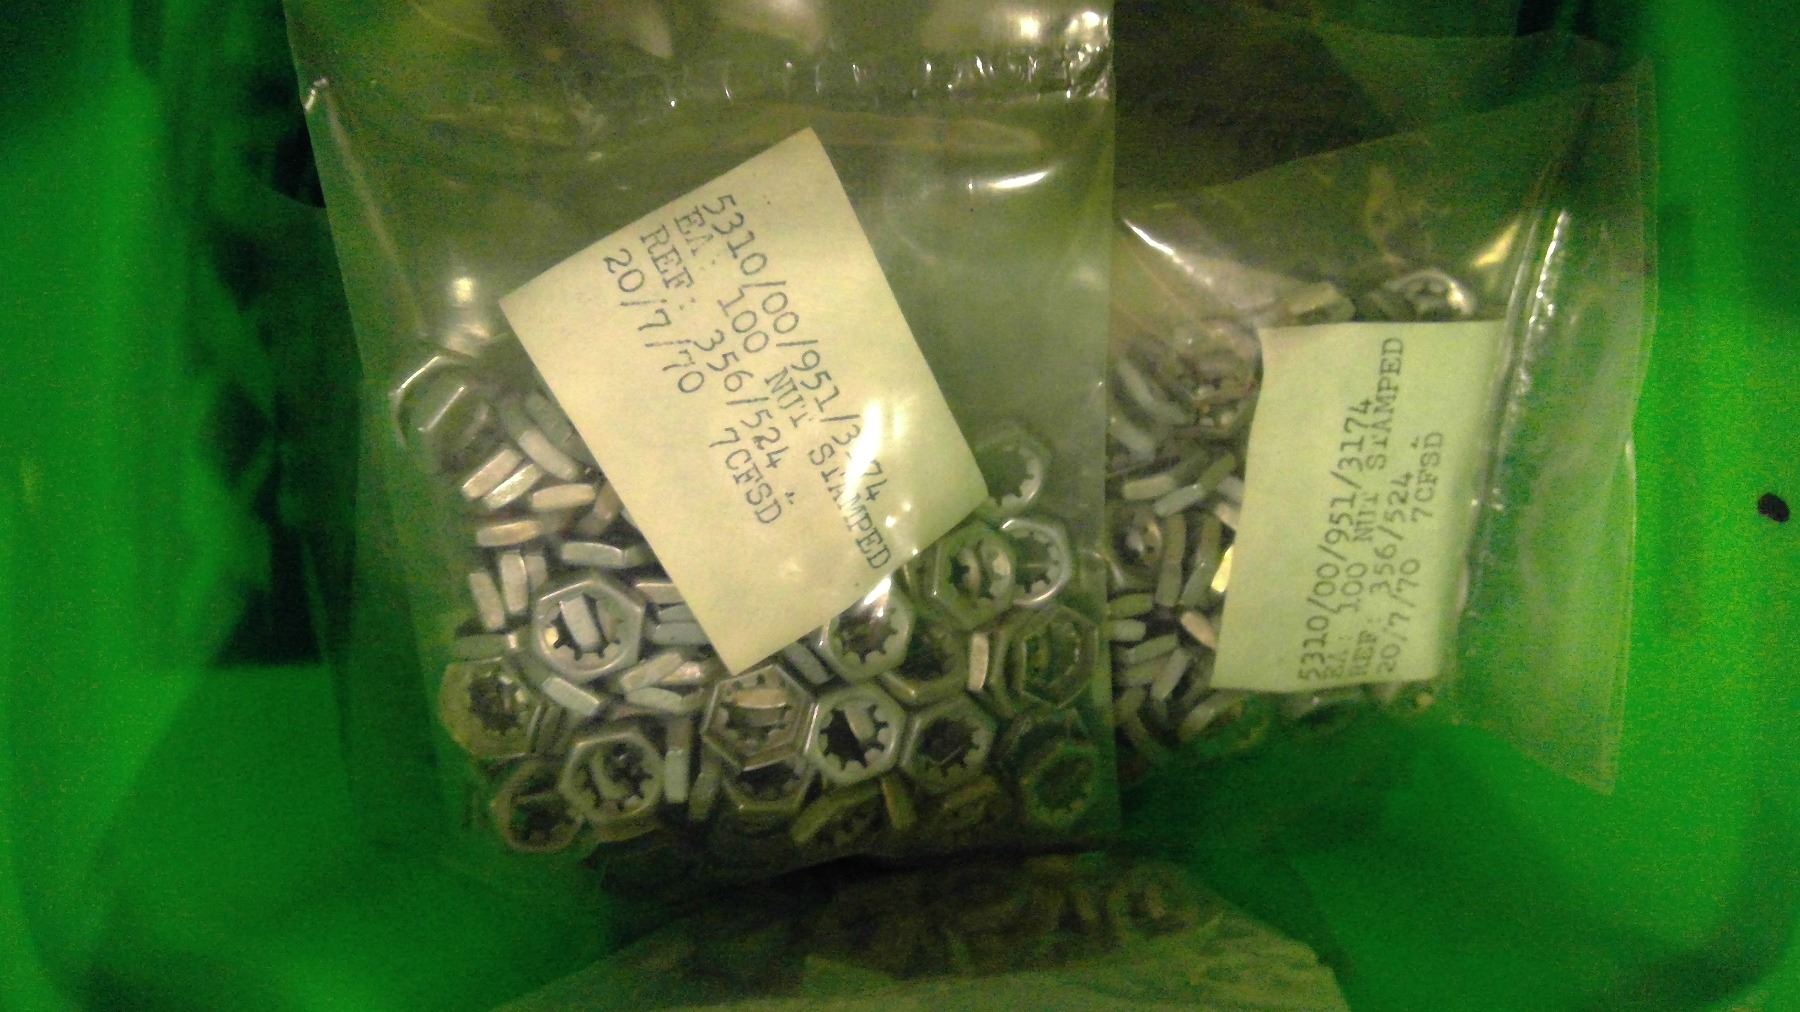 5310/00/951/3174
EA: 100 NUT STAMPED
REF: 356/524
20/7/70 7CFSD
5310/00/951/3174
EA: 100 NUT STAMPED
REF: 356/524
20/7/70 7CFSD